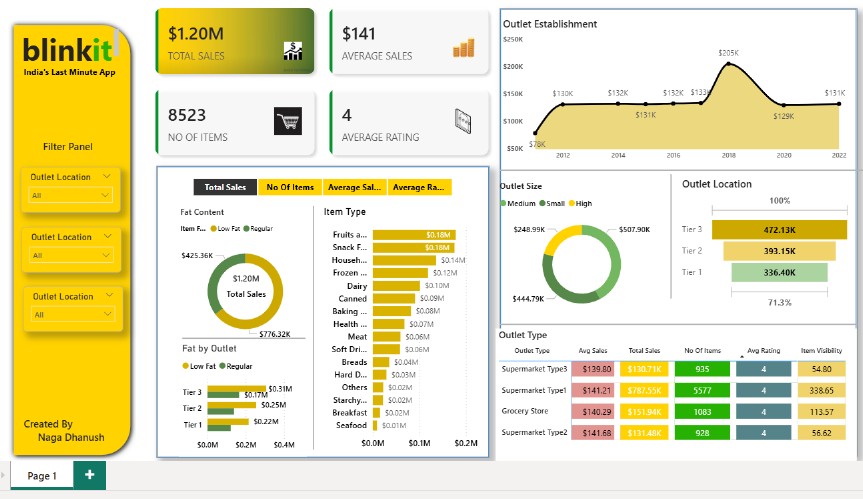 blinkit
India's Last Minute App
Filter Panel
Outlet Location
All
Outlet Location
All
Outlet Location
All
Created By
Naga Dhanush
$1.20M
TOTAL SALES
$141
AVERAGE SALES
8523
NO OF ITEMS
4
AVERAGE RATING
Total Sales No Of Items Average Sal... Average Ra...
Fat Content
Item F... Low Fat Regular
$425.36K
$1.20M
Total Sales
$776.32K
Fat by Outlet
Low Fat Regular
Tier 3 $0.31M
$0.17M
Tier 2 $0.25M
Tier 1 $0.22M
$0.0M $0.2M $0.4M
Item Type
Fruits a... $0.18M
Snack F... $0.18M
Househ... $0.14M
Frozen ... $0.12M
Dairy $0.10M
Canned $0.09M
Baking ... $0.08M
Health ... $0.07M
Meat $0.06M
Soft Dri... $0.06M
Breads $0.04M
Hard D... $0.03M
Others $0.02M
Starchy... $0.02M
Breakfast $0.02M
Seafood $0.01M
$0.0M $0.1M $0.2M
Outlet Establishment
$250K
$200K
$150K
$100K
$50K
$78K
$130K
$132K
$131K
$132K
$133K
$205K
$129K
$131K
2012 2014 2016 2018 2020 2022
Outlet Size
Medium Small High
$248.99K
$507.90K
$444.79K
Outlet Location
100%
Tier 3 472.13K
Tier 2 393.15K
Tier 1 336.40K
71.3%
Outlet Type
Outlet Type Avg Sales Total Sales No Of Items Avg Rating Item Visibility
Supermarket Type3 $139.80 $130.71K 935 4 54.80
Supermarket Type1 $141.21 $787.55K 5577 4 338.65
Grocery Store $140.29 $151.94K 1083 4 113.57
Supermarket Type2 $141.68 $131.48K 928 4 56.62
Page 1 +